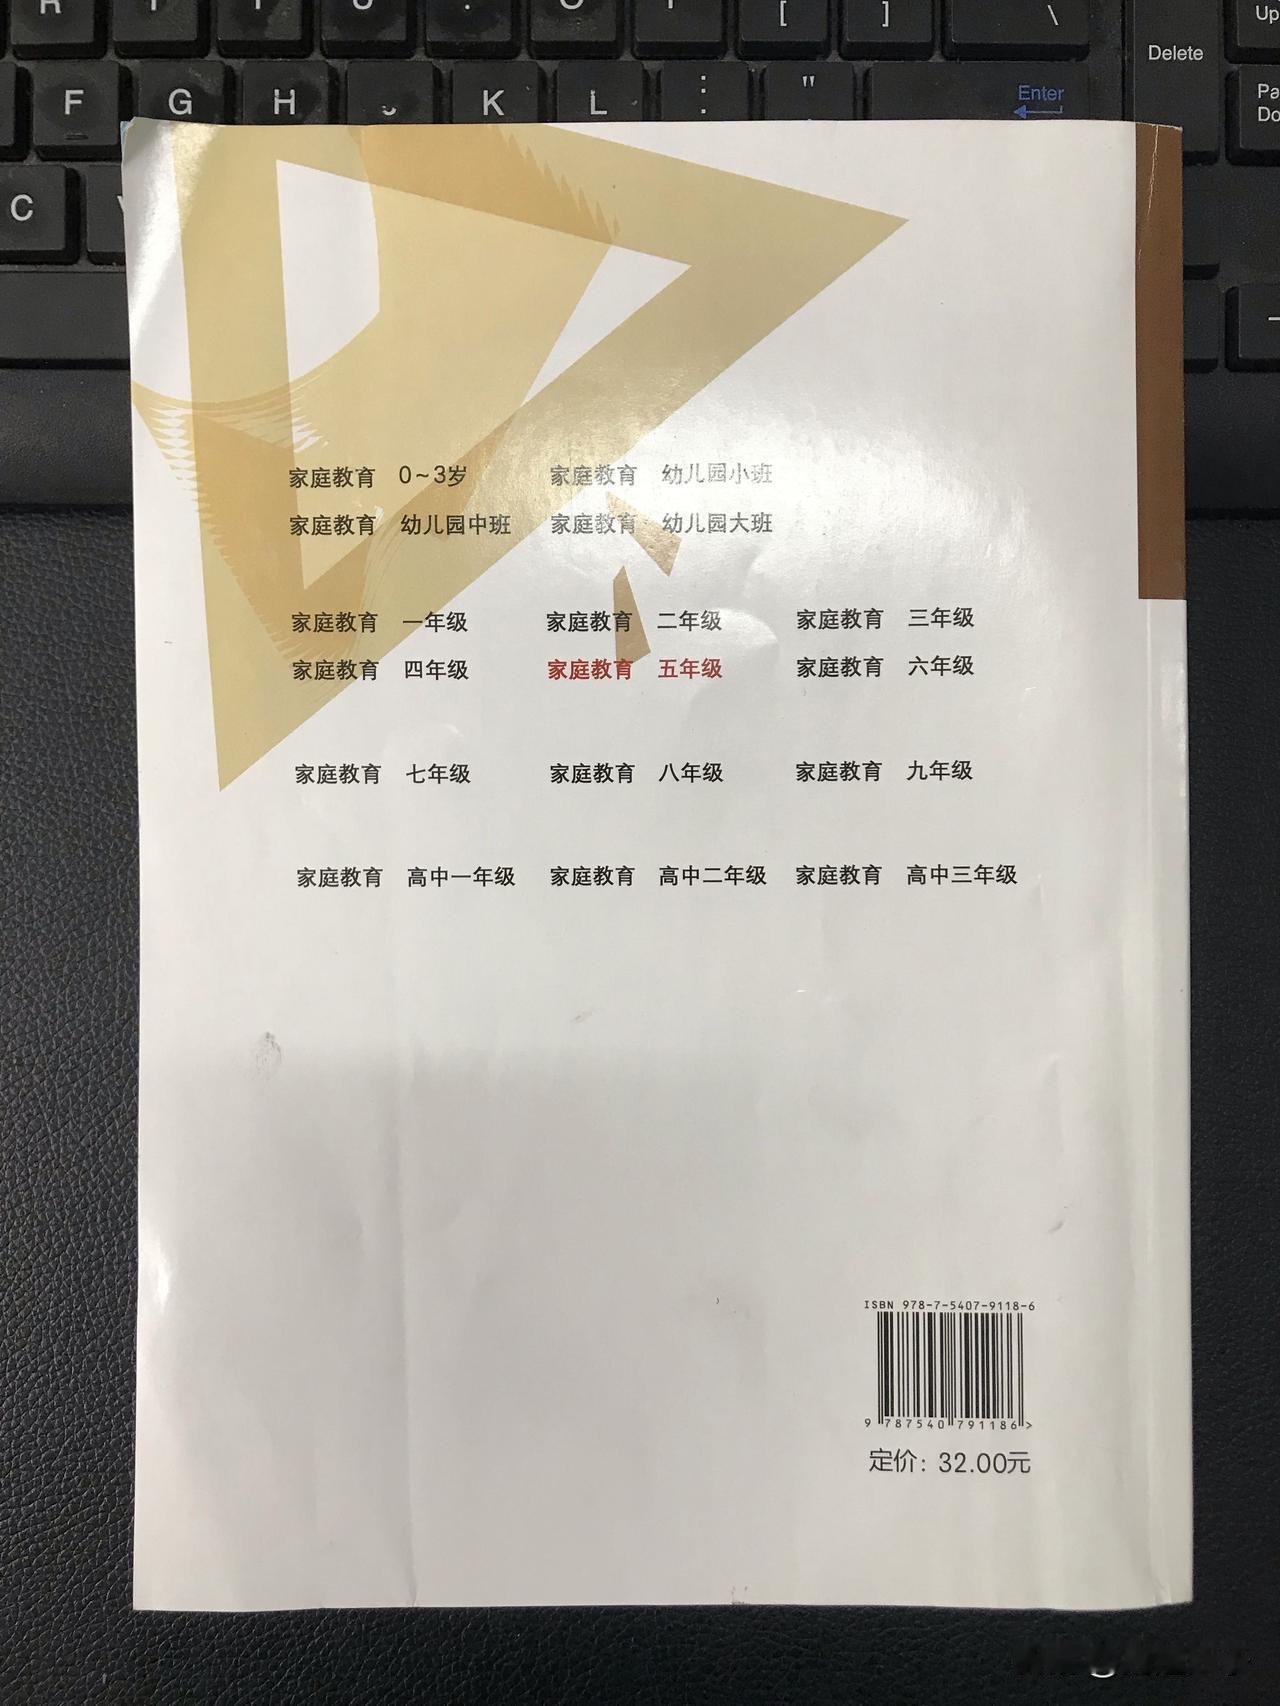 [ ] \
Delete
Up
F G H K L : " Enter
Pa
Do
C
家庭教育 0~3岁 家庭教育 幼儿园小班
家庭教育 幼儿园中班 家庭教育 幼儿园大班
家庭教育 一年级 家庭教育 二年级 家庭教育 三年级
家庭教育 四年级 家庭教育 五年级 家庭教育 六年级
家庭教育 七年级 家庭教育 八年级 家庭教育 九年级
家庭教育 高中一年级 家庭教育 高中二年级 家庭教育 高中三年级
ISBN 978-7-5407-9118-6
9 787540 791186 >
定价: 32.00元